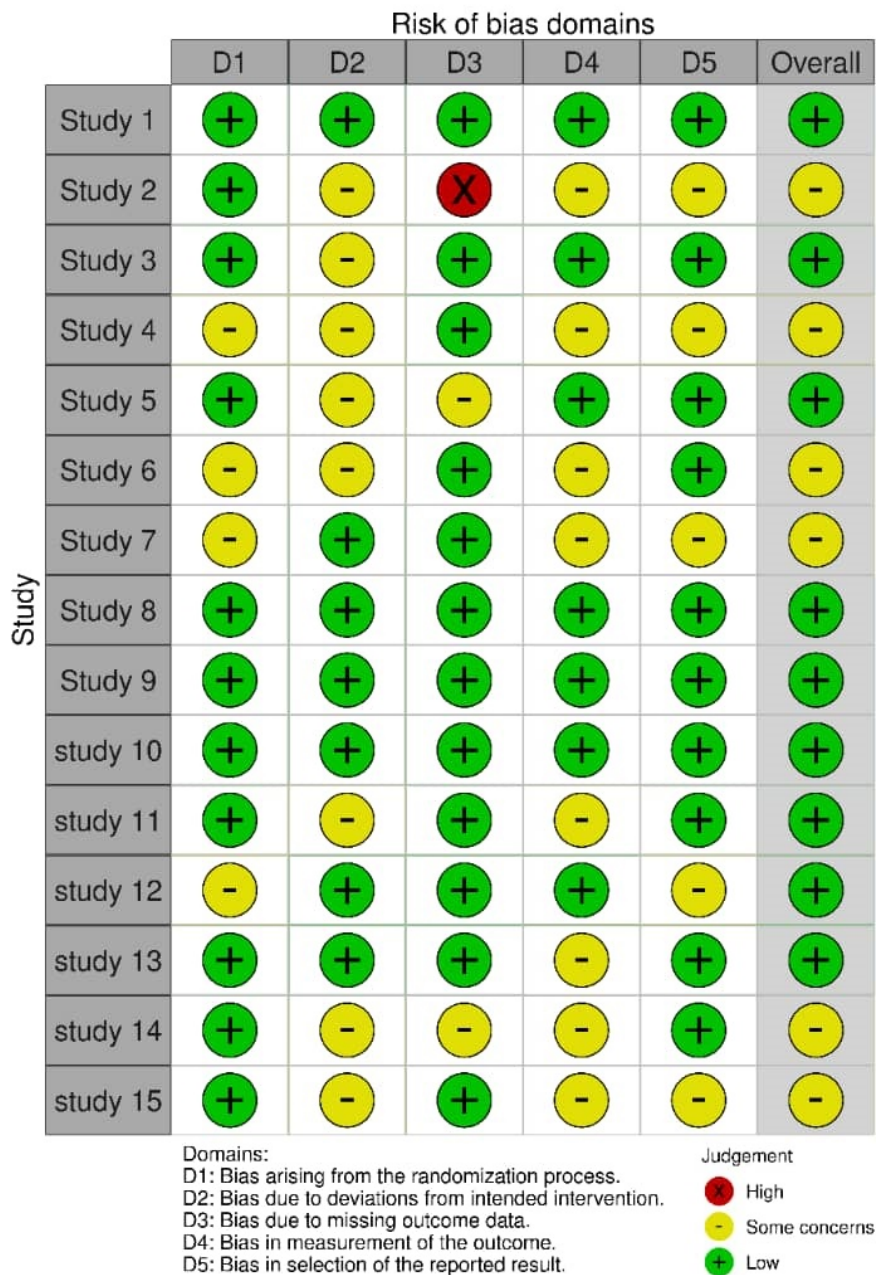 Risk of bias domains
D1 D2 D3 D4 D5 Overall
Study
Study 1 + + + + + +
Study 2 + - X - - -
Study 3 + - + + + +
Study 4 - - + - - -
Study 5 + - - + + +
Study 6 - - + - + -
Study 7 - + + - - -
Study 8 + + + + + +
Study 9 + + + + + +
study 10 + + + + + +
study 11 + - + - + +
study 12 - + + + - +
study 13 + + + - + +
study 14 + - - - + -
study 15 + - + - - -
Domains:
D1: Bias arising from the randomization process.
D2: Bias due to deviations from intended intervention.
D3: Bias due to missing outcome data.
D4: Bias in measurement of the outcome.
D5: Bias in selection of the reported result.
Judgement
X High
- Some concerns
+ Low